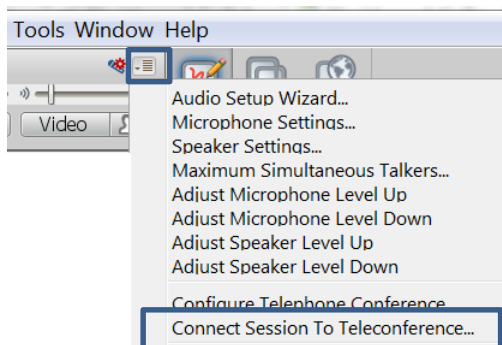 Tools Window Help
Video
Audio Setup Wizard...
Microphone Settings...
Speaker Settings...
Maximum Simultaneous Talkers...
Adjust Microphone Level Up
Adjust Microphone Level Down
Adjust Speaker Level Up
Adjust Speaker Level Down
Configure Telephone Conference
Connect Session To Teleconference...